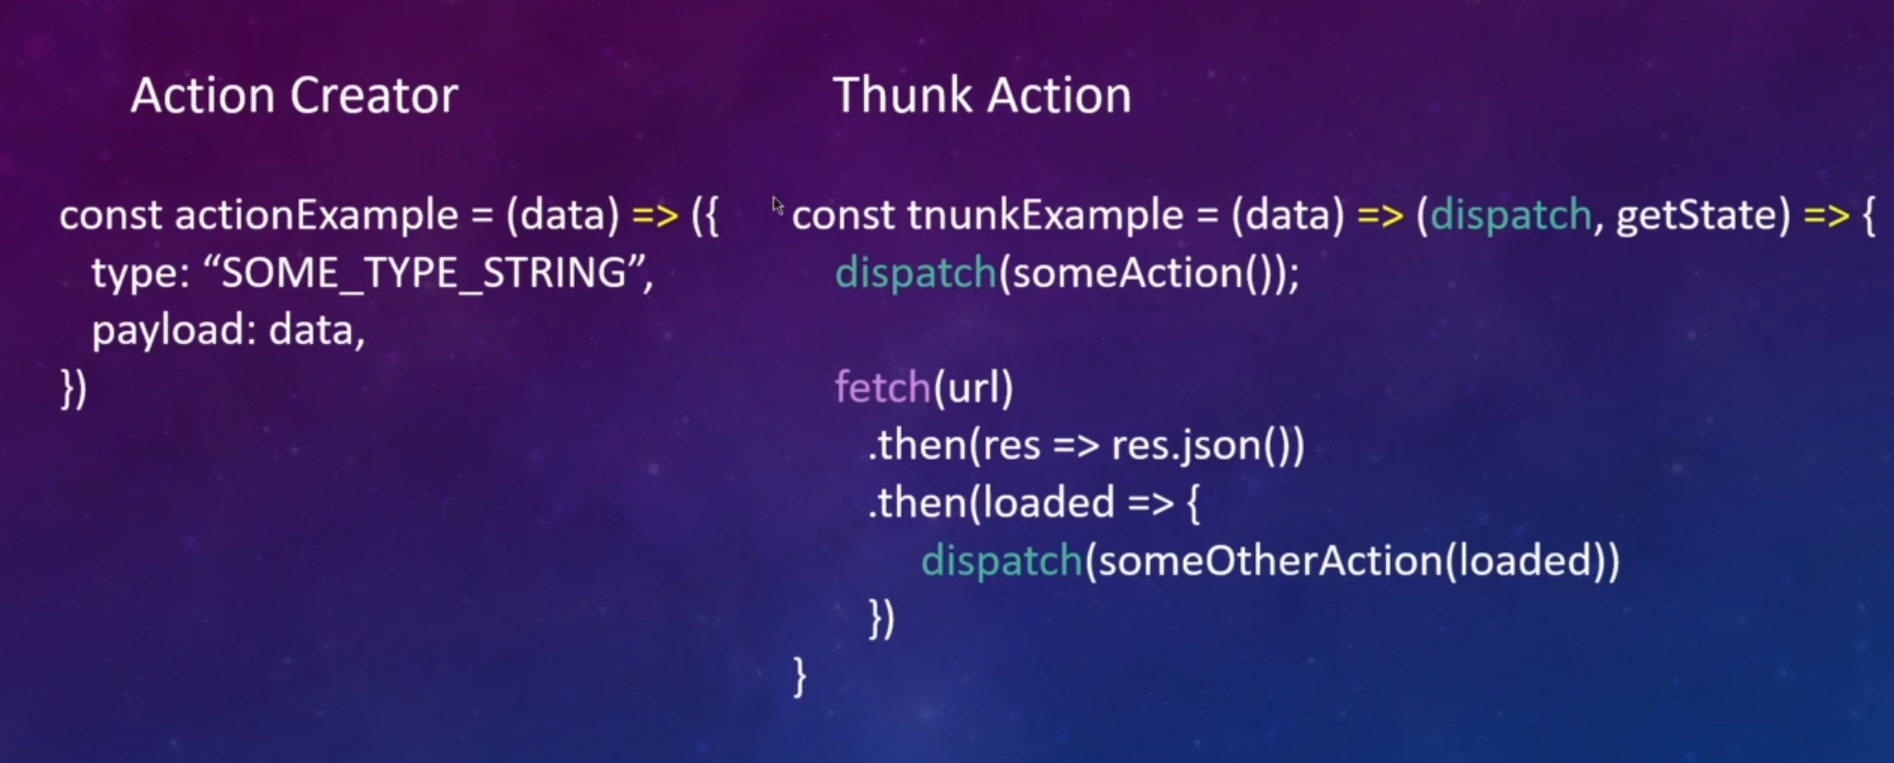 Action Creator
const actionExample = (data) => ({
type: “SOME_TYPE_STRING”,
payload: data,
})
Thunk Action
const tnunkExample = (data) => (dispatch, getState) => {
dispatch(someAction());
fetch(url)
.then(res => res.json())
.then(loaded => {
dispatch(someOtherAction(loaded))
})
}